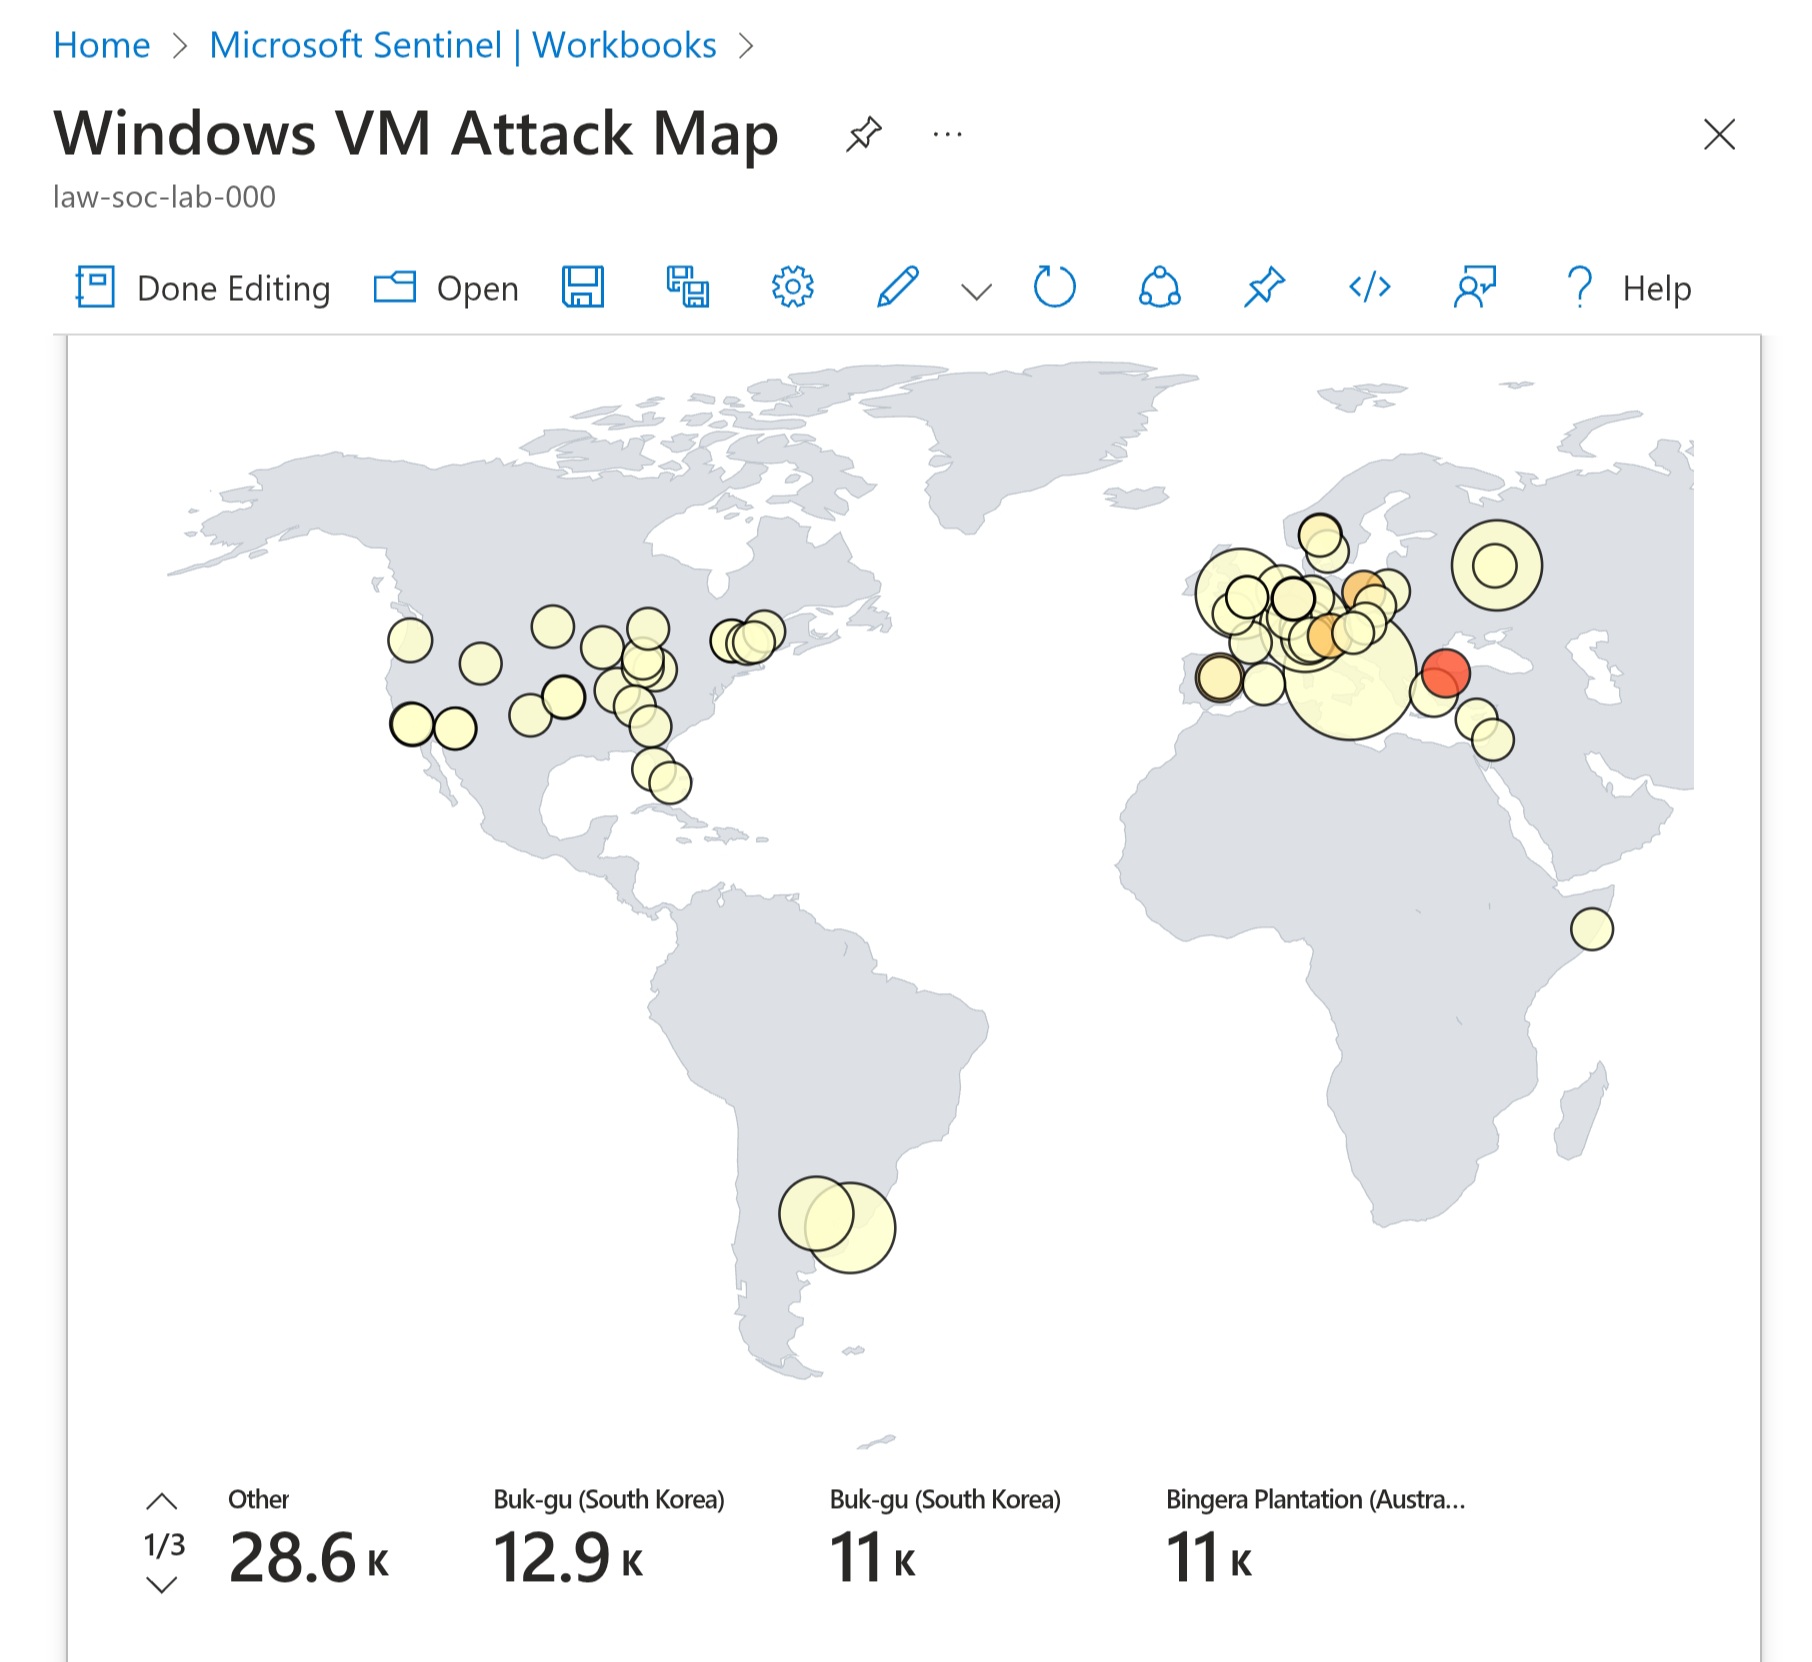 Home > Microsoft Sentinel | Workbooks >
Windows VM Attack Map ...
law-soc-lab-000
Done Editing Open </> ? Help
Other Buk-gu (South Korea) Buk-gu (South Korea) Bingera Plantation (Austra...
1/3 28.6 K 12.9 K 11 K 11 K